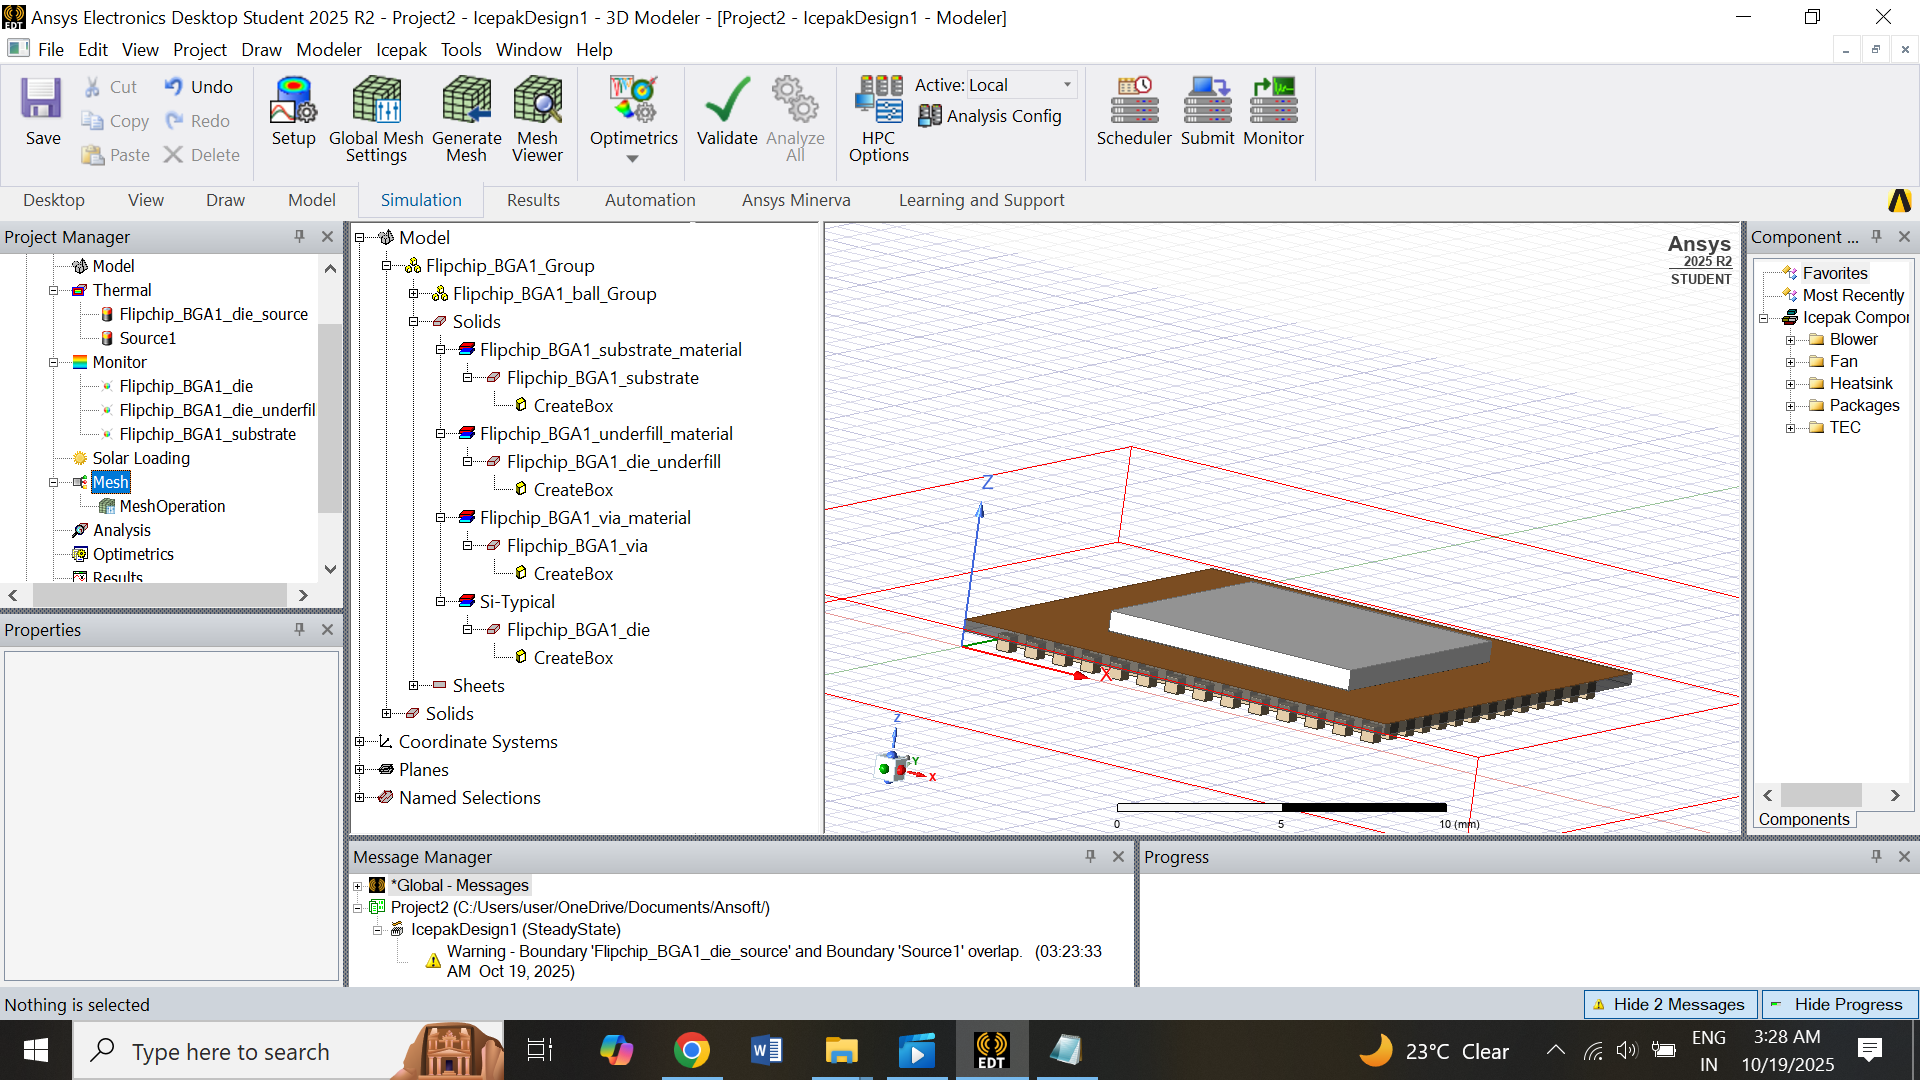 Ansys Electronics Desktop Student 2025 R2 - Project2 - IcepakDesign1 - 3D Modeler - [Project2 - IcepakDesign1 - Modeler]
File Edit View Project Draw Modeler Icepak Tools Window Help
Save
Cut
Copy
Paste
Undo
Redo
Delete
Setup
Global Mesh Settings
Generate Mesh
Mesh Viewer
Optimetrics
Validate
Analyze All
HPC Options
Active: Local
Analysis Config
Scheduler
Submit
Monitor
Desktop View Draw Model Simulation Results Automation Ansys Minerva Learning and Support
Project Manager
Model
Thermal
Flipchip_BGA1_die_source
Source1
Monitor
Flipchip_BGA1_die
Flipchip_BGA1_die_underfil
Flipchip_BGA1_substrate
Solar Loading
Mesh
MeshOperation
Analysis
Optimetrics
Results
Properties
Model
Flipchip_BGA1_Group
Flipchip_BGA1_ball_Group
Solids
Flipchip_BGA1_substrate_material
Flipchip_BGA1_substrate
CreateBox
Flipchip_BGA1_underfill_material
Flipchip_BGA1_die_underfill
CreateBox
Flipchip_BGA1_via_material
Flipchip_BGA1_via
CreateBox
Si-Typical
Flipchip_BGA1_die
CreateBox
Sheets
Solids
Coordinate Systems
Planes
Named Selections
Ansys
2025 R2
STUDENT
Z
X
Z
Y
X
0 5 10 (mm)
Component ...
Favorites
Most Recently
Icepak Compor
Blower
Fan
Heatsink
Packages
TEC
Components
Message Manager
*Global - Messages
Project2 (C:/Users/user/OneDrive/Documents/Ansoft/)
IcepakDesign1 (SteadyState)
Warning - Boundary 'Flipchip_BGA1_die_source' and Boundary 'Source1' overlap. (03:23:33
AM Oct 19, 2025)
Progress
Nothing is selected
Hide 2 Messages
Hide Progress
Type here to search
EDT
23°C Clear
ENG
IN
3:28 AM
10/19/2025